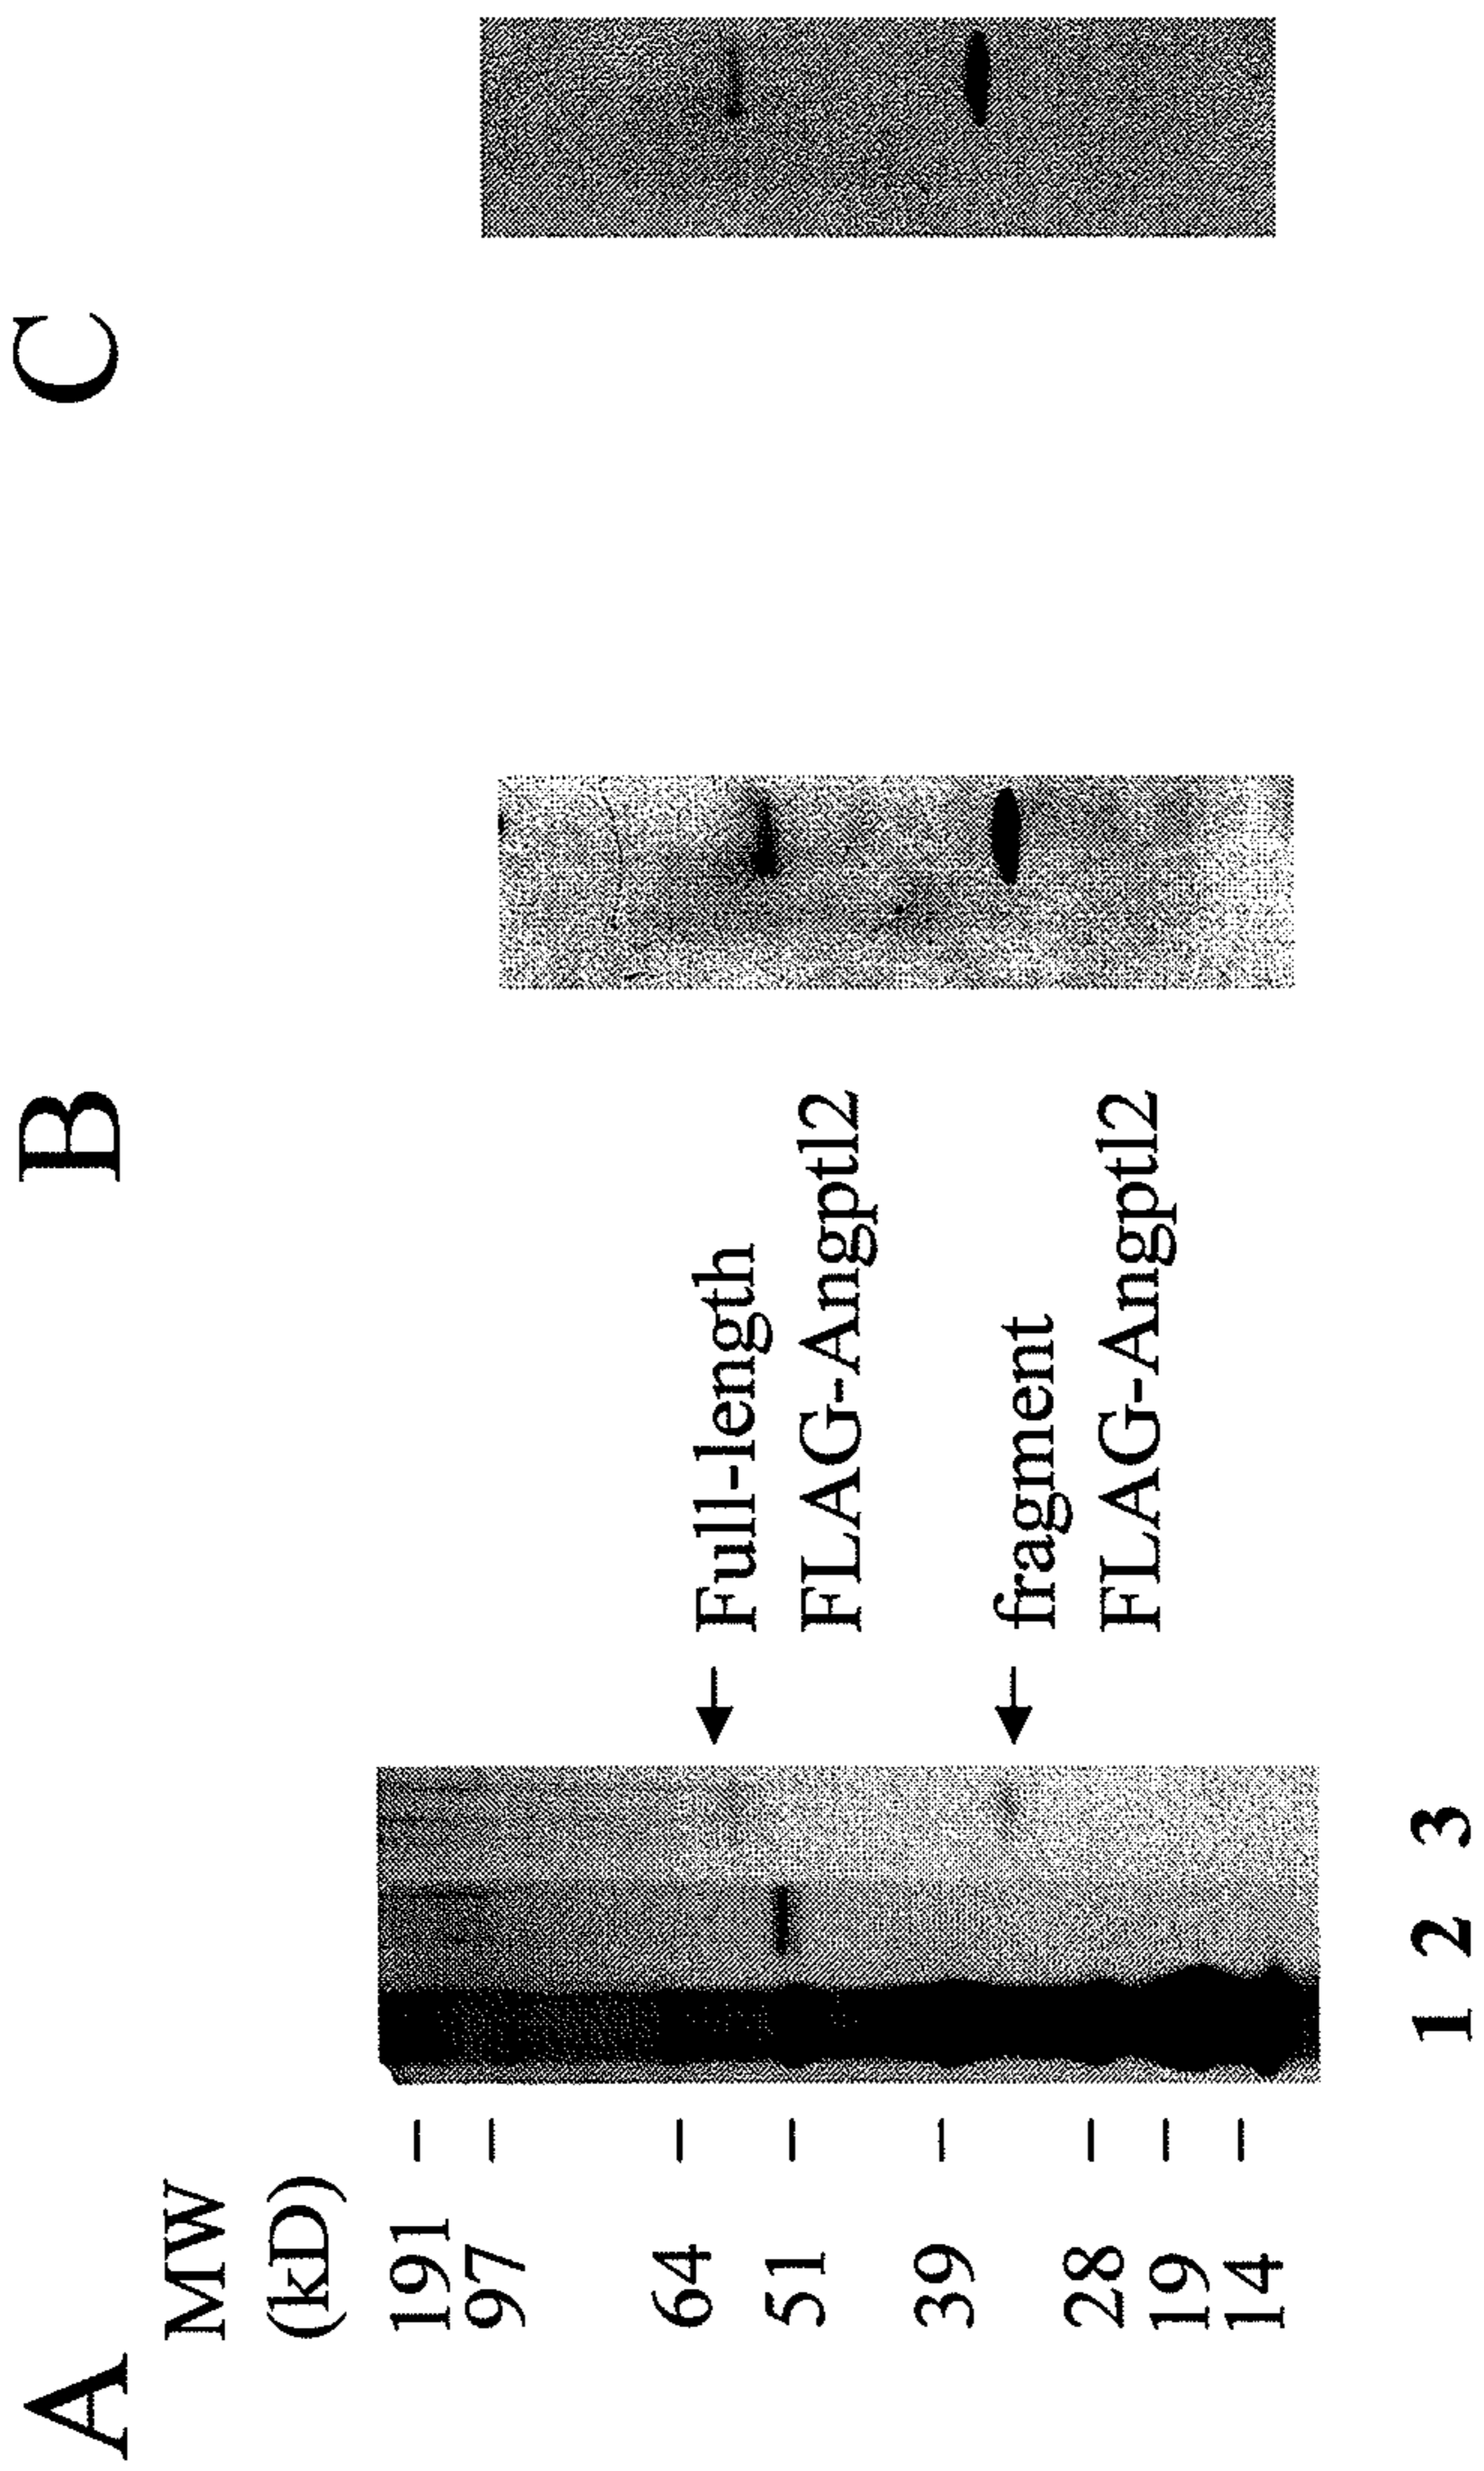 A
B
C
MW
(kD)
191
97
64
51
39
28
19
14
Full-length
FLAG-Angptl2
fragment
FLAG-Angptl2
1 2 3